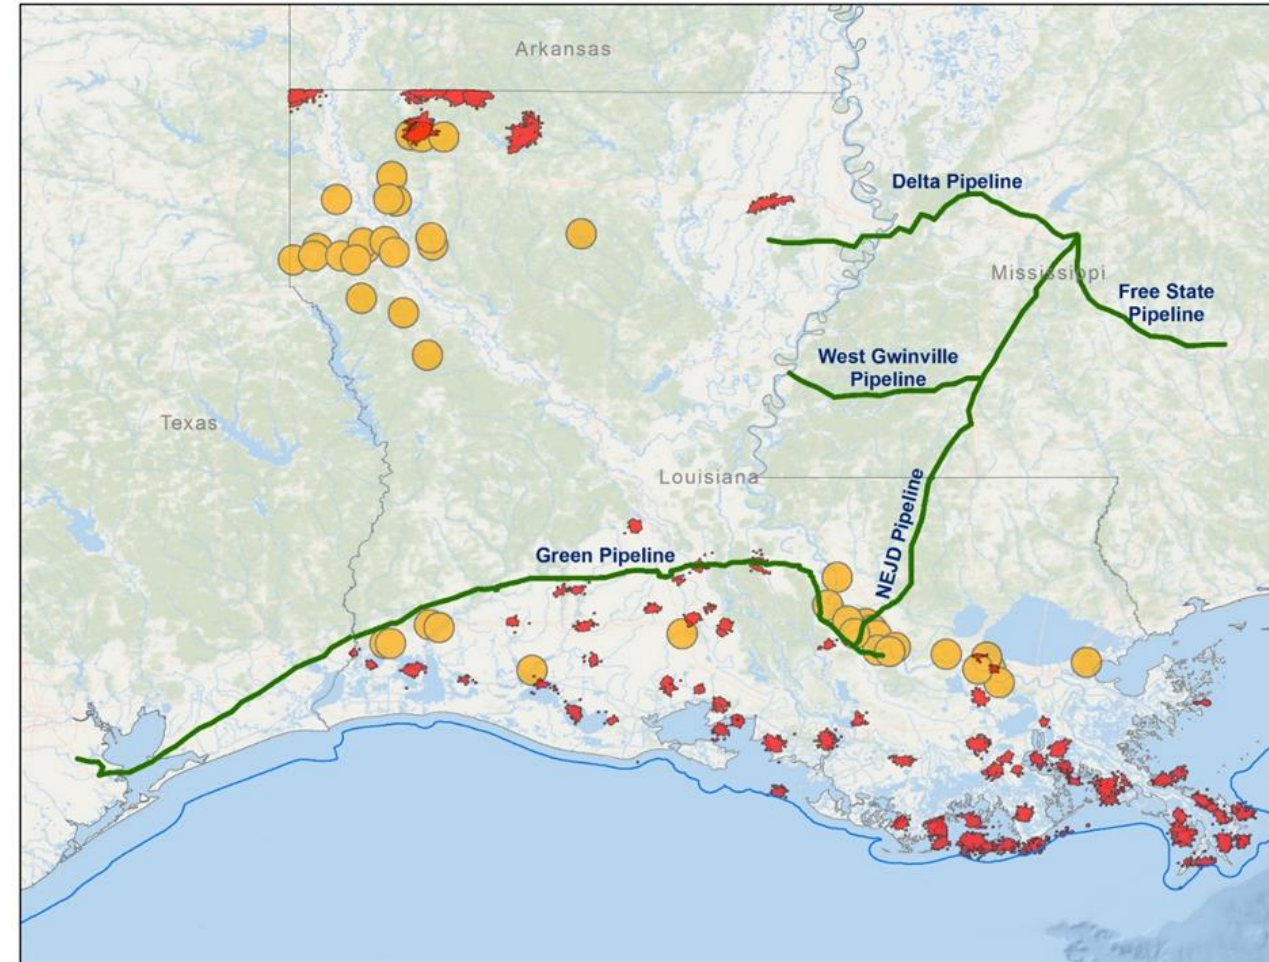 Arkansas
Delta Pipeline
Mississippi
Free State
Pipeline
West Gwinville
Pipeline
Texas
Louisiana
NEJD Pipeline
Green Pipeline